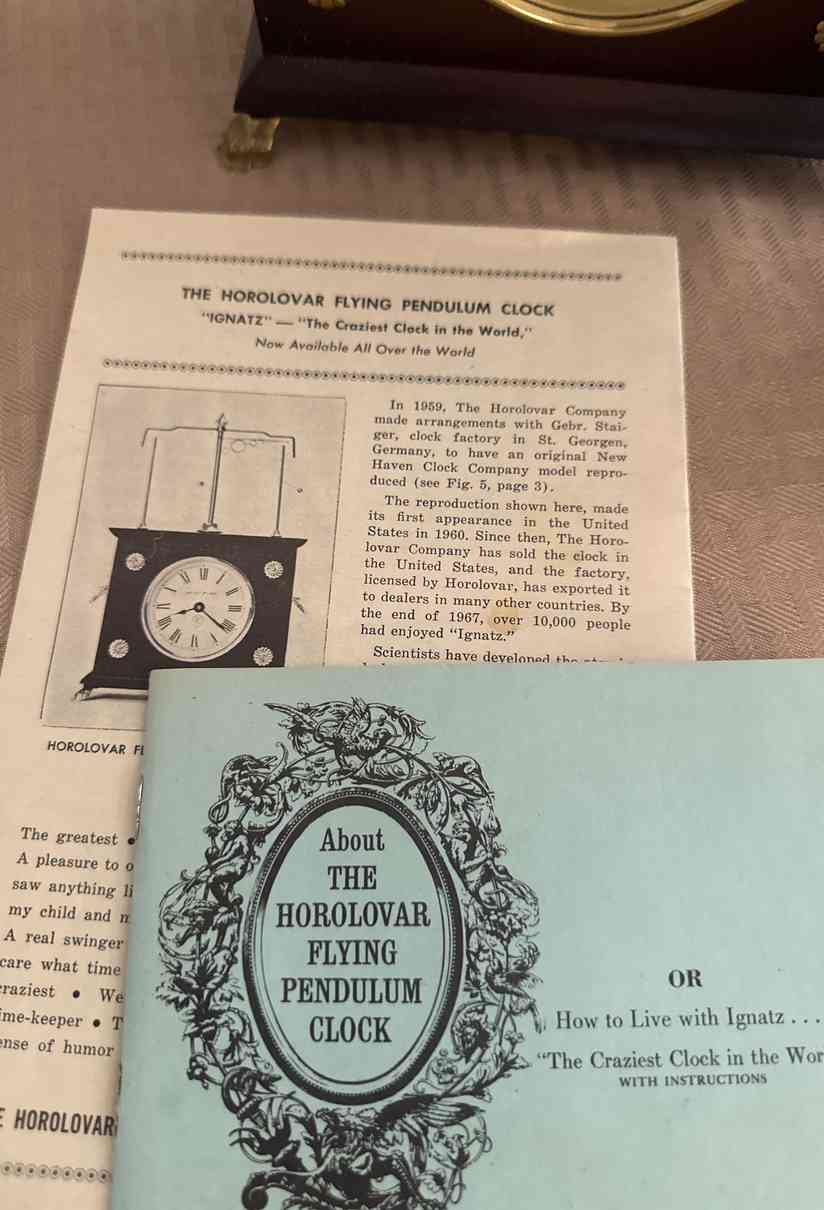 THE HOROLOVAR FLYING PENDULUM CLOCK
"IGNATZ" — "The Craziest Clock in the World,"
Now Available All Over the World
In 1959, The Horolovar Company
made arrangements with Gebr. Stai-
ger, clock factory in St. Georgen,
Germany, to have an original New
Haven Clock Company model repro-
duced (see Fig. 5, page 3).
The reproduction shown here, made
its first appearance in the United
States in 1960. Since then, The Horo-
lovar Company has sold the clock in
the United States, and the factory,
licensed by Horolovar, has exported it
to dealers in many other countries. By
the end of 1967, over 10,000 people
had enjoyed "Ignatz."
Scientists have developed the
HOROLOVAR
The greatest •
A pleasure to
saw anything
my child and
A real swinger
care what time
craziest • We
• T
sense of humor
HOROLOVAR
About
THE
HOROLOVAR
FLYING
PENDULUM
CLOCK
OR
How to Live with Ignatz . . .
"The Craziest Clock in the
WITH INSTRUCTIONS